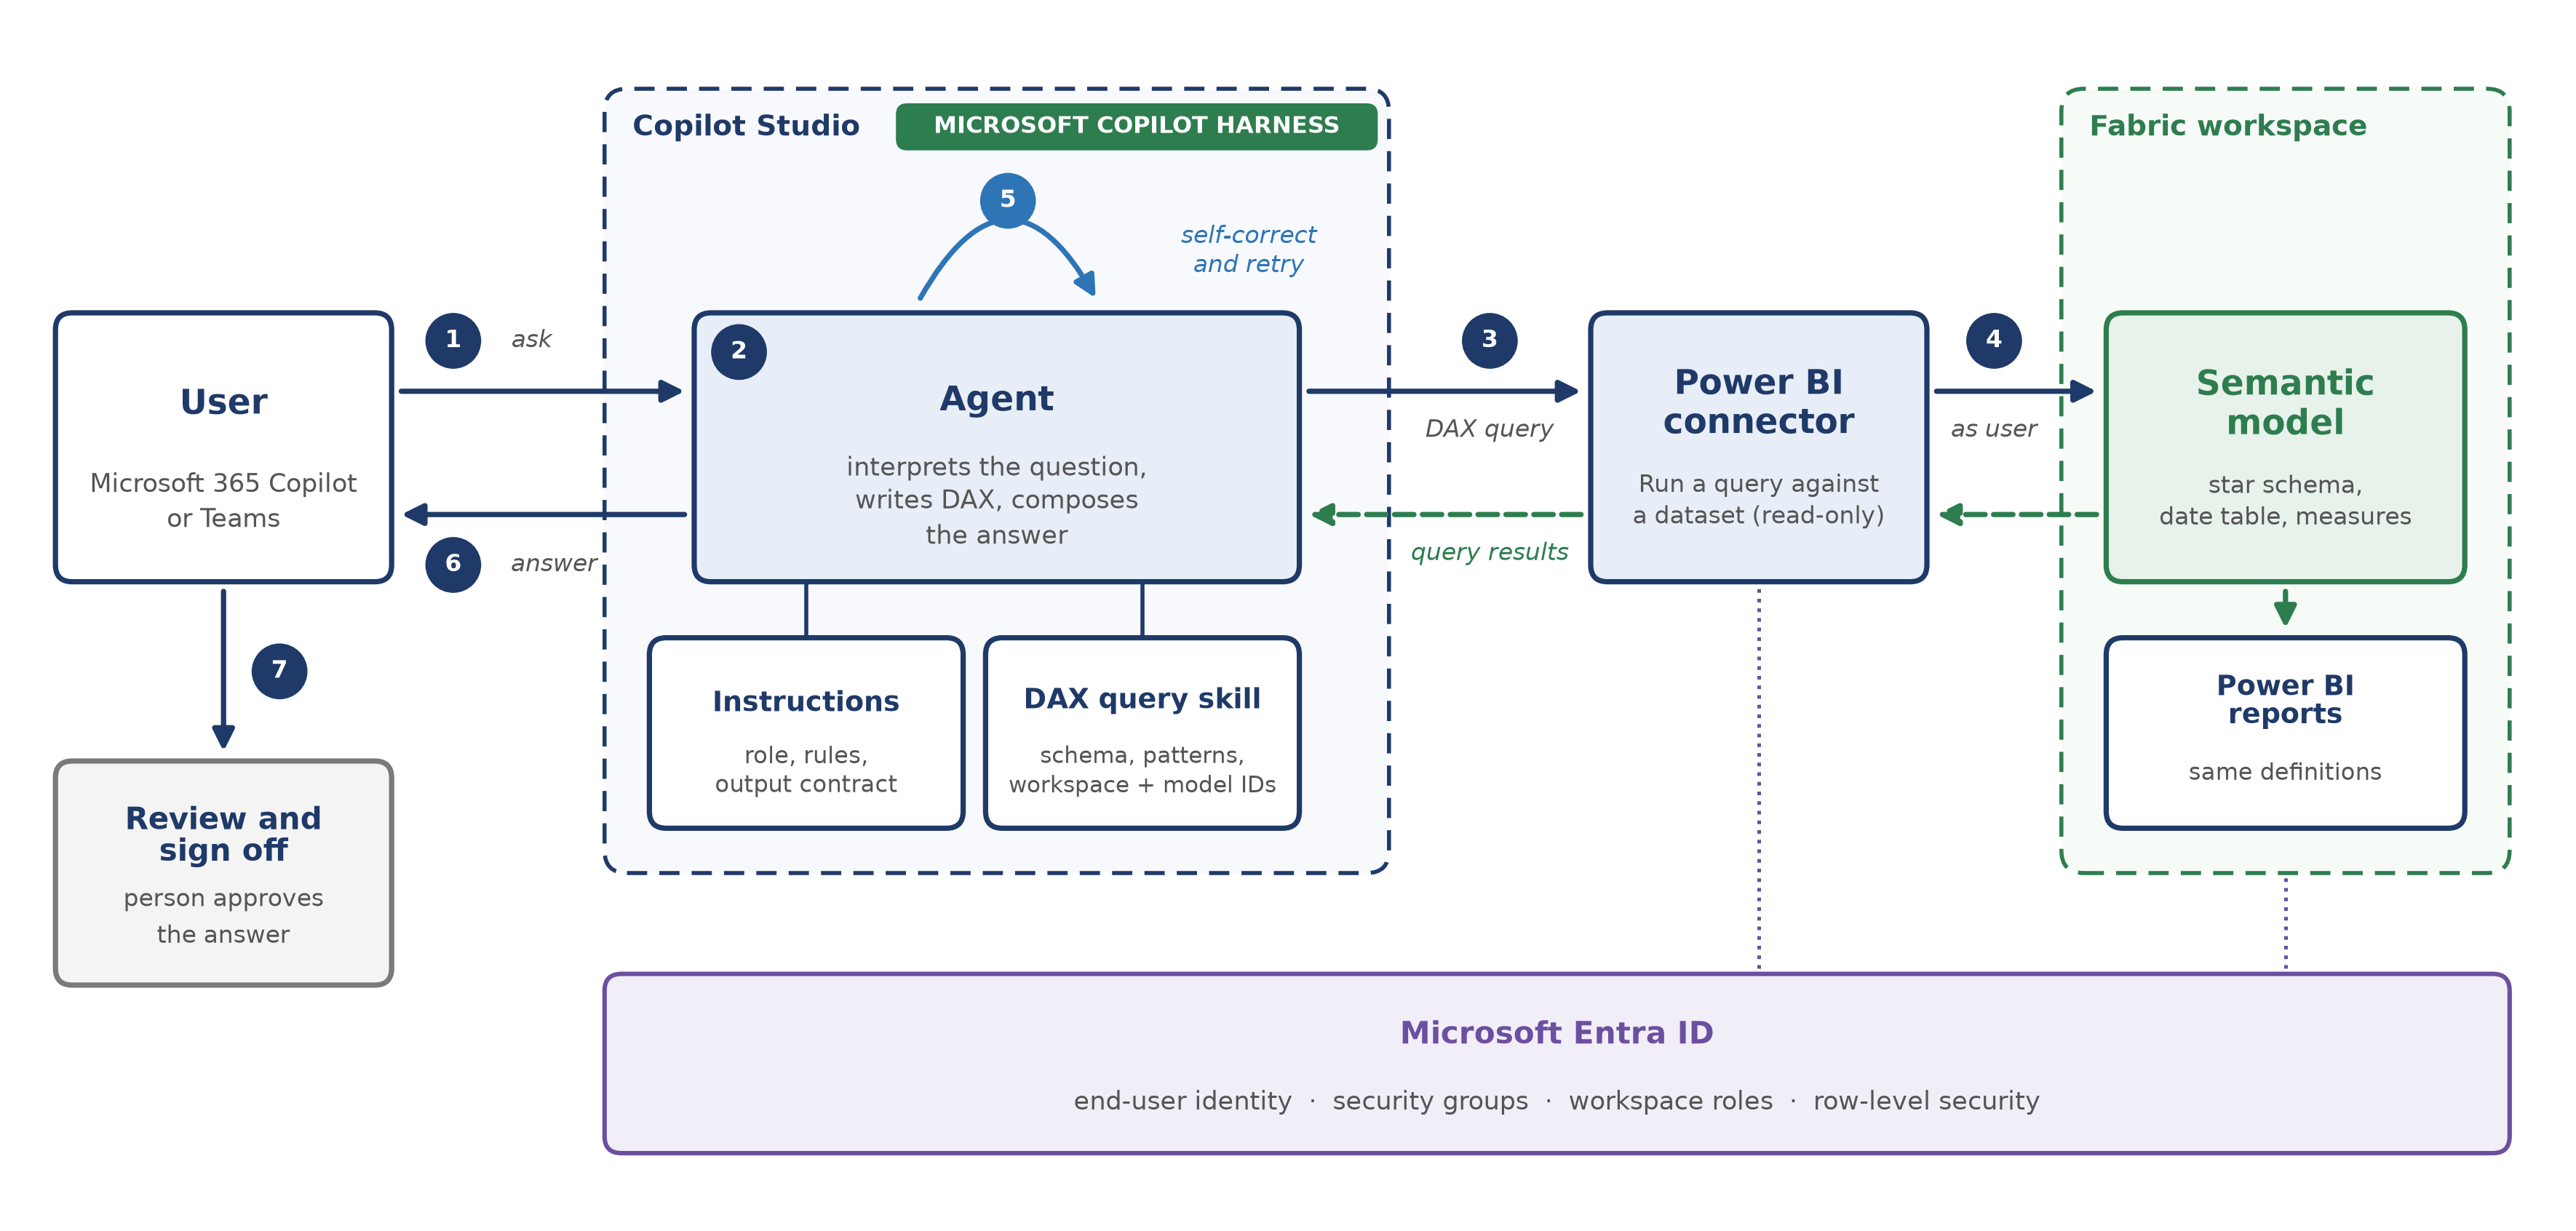 Copilot Studio
MICROSOFT COPILOT HARNESS
Fabric workspace
5
self-correct
and retry
1
ask
2
3
4
User
Microsoft 365 Copilot
or Teams
Agent
interprets the question,
writes DAX, composes
the answer
DAX query
query results
Power BI
connector
Run a query against
a dataset (read-only)
as user
Semantic
model
star schema,
date table, measures
6
answer
7
Instructions
role, rules,
output contract
DAX query skill
schema, patterns,
workspace + model IDs
Power BI
reports
same definitions
Review and
sign off
person approves
the answer
Microsoft Entra ID
end-user identity · security groups · workspace roles · row-level security